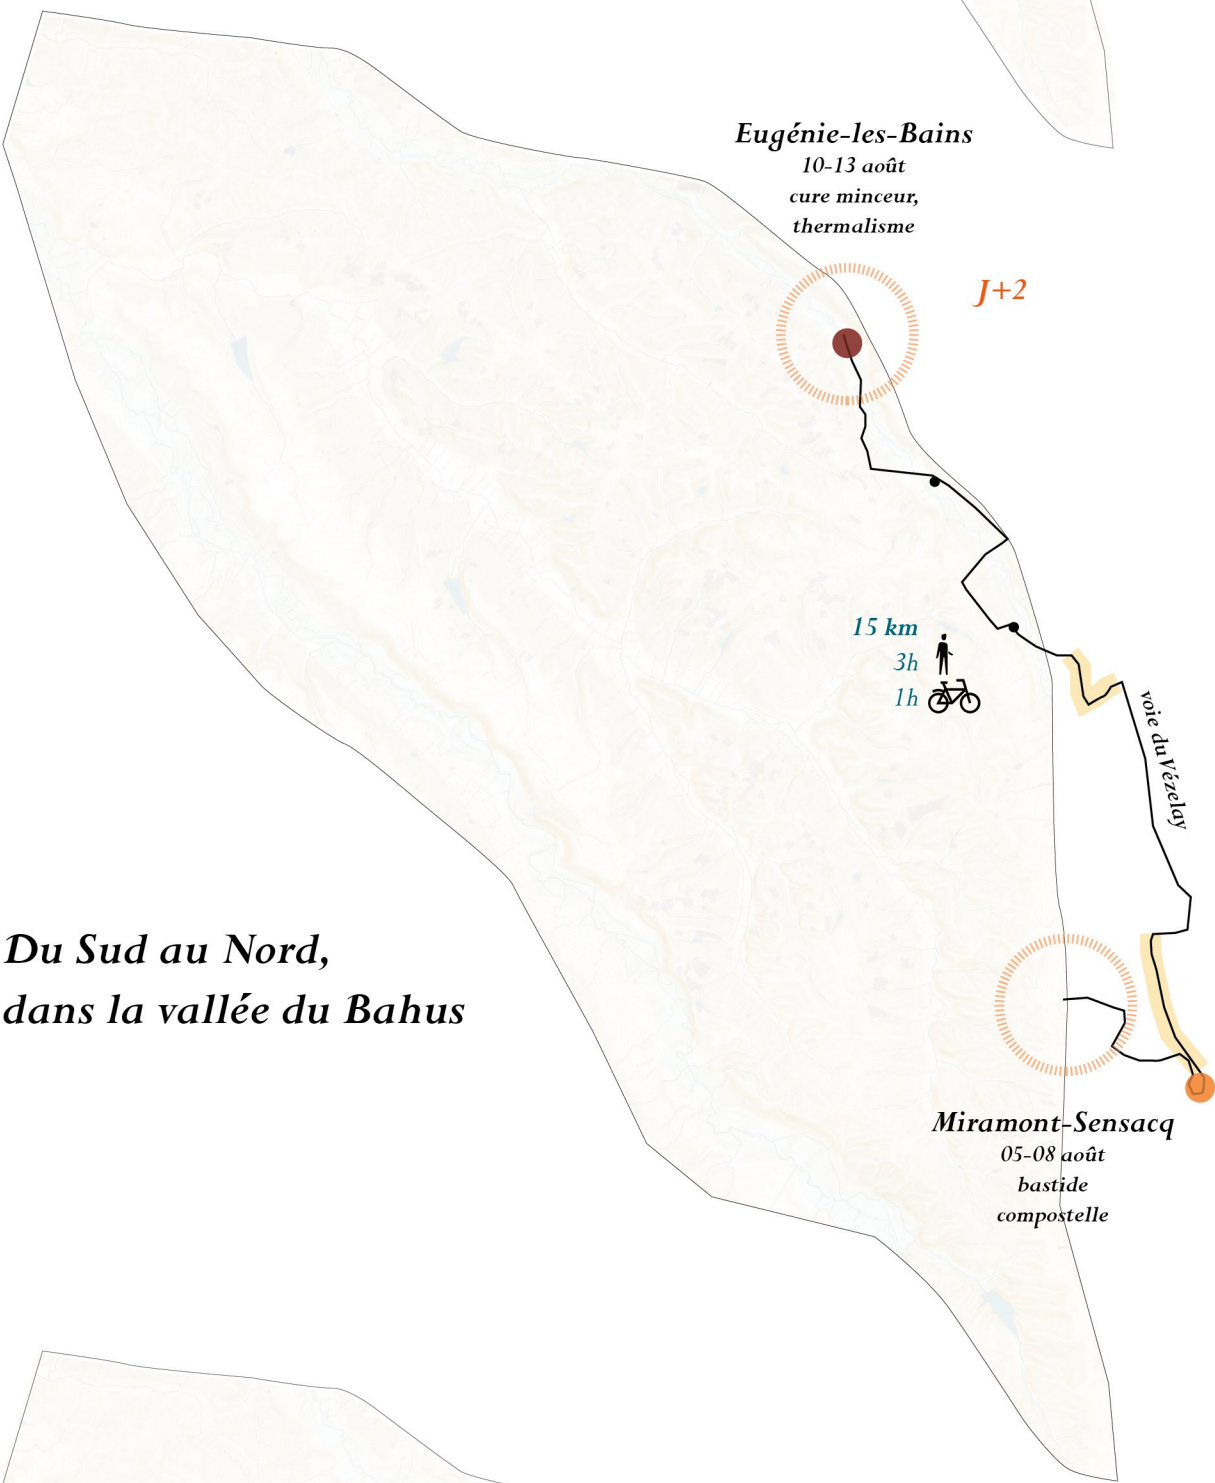 Eugénie-les-Bains
10-13 août
cure minceur,
thermalisme
J+2
15 km
3h
1h
voie du Vézelay
Du Sud au Nord,
dans la vallée du Bahus
Miramont-Sensacq
05-08 août
bastide
compostelle